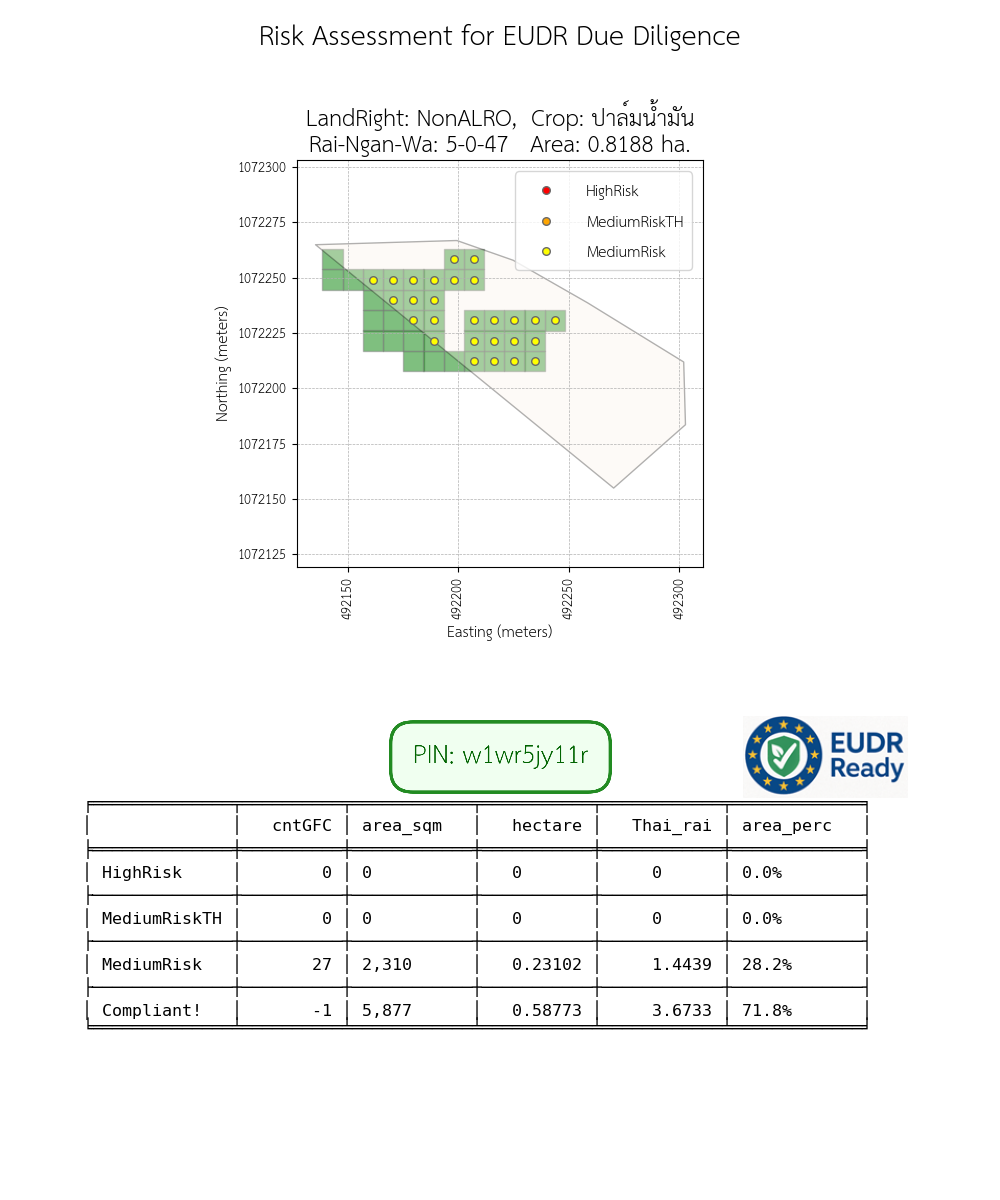 Risk Assessment for EUDR Due Diligence
LandRight: NonALRO, Crop: ปาล์มน้ำมัน
Rai-Ngan-Wa: 5-0-47 Area: 0.8188 ha.
1072300
1072275
1072250
1072225
1072200
1072175
1072150
1072125
Northing (meters)
HighRisk
MediumRiskTH
MediumRisk
492150
492200
492250
492300
Easting (meters)
PIN: w1wr5jy11r
EUDR
Ready
cntGFC area_sqm hectare Thai_rai area_perc
HighRisk 0 0 0 0 0.0%
MediumRiskTH 0 0 0 0 0.0%
MediumRisk 27 2,310 0.23102 1.4439 28.2%
Compliant! -1 5,877 0.58773 3.6733 71.8%